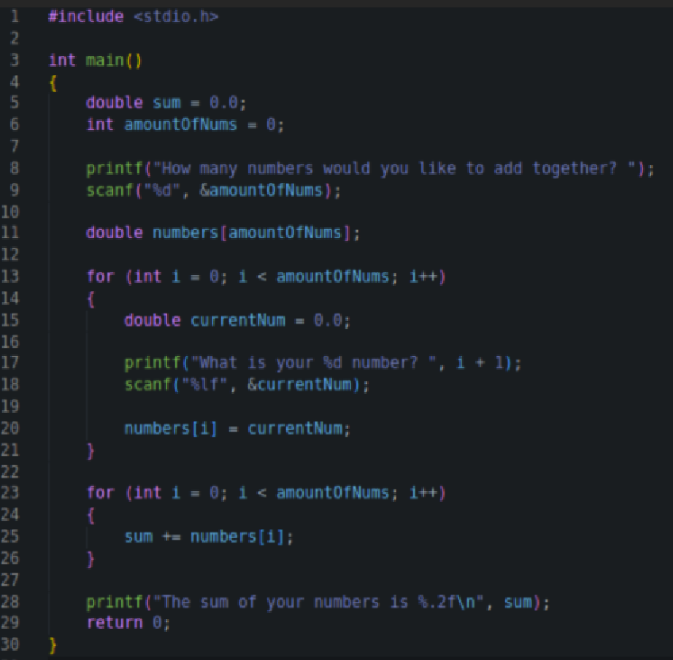 1 #include <stdio.h>
2
3 int main()
4 {
5 double sum = 0.0;
6 int amountOfNums = 0;
7
8 printf("How many numbers would you like to add together? ");
9 scanf("%d", &amountOfNums);
10
11 double numbers[amountOfNums];
12
13 for (int i = 0; i < amountOfNums; i++)
14 {
15 double currentNum = 0.0;
16
17 printf("What is your %d number? ", i + 1);
18 scanf("%lf", &currentNum);
19
20 numbers[i] = currentNum;
21 }
22
23 for (int i = 0; i < amountOfNums; i++)
24 {
25 sum += numbers[i];
26 }
27
28 printf("The sum of your numbers is %.2f\n", sum);
29 return 0;
30 }